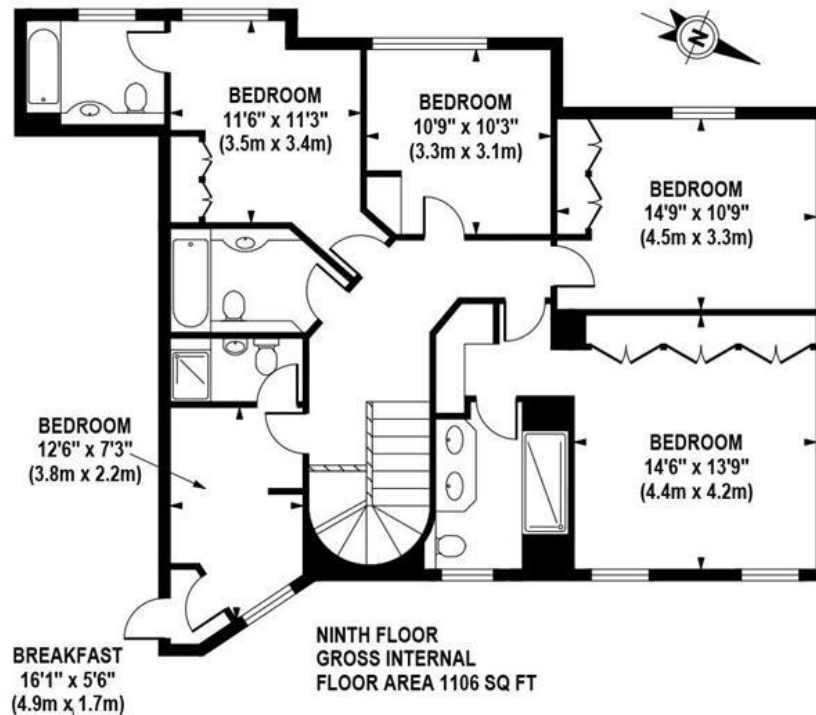 N
BEDROOM
11'6" x 11'3"
(3.5m x 3.4m)
BEDROOM
10'9" x 10'3"
(3.3m x 3.1m)
BEDROOM
14'9" x 10'9"
(4.5m x 3.3m)
BEDROOM
12'6" x 7'3"
(3.8m x 2.2m)
BEDROOM
14'6" x 13'9"
(4.4m x 4.2m)
BREAKFAST
16'1" x 5'6"
(4.9m x 1.7m)
NINTH FLOOR
GROSS INTERNAL
FLOOR AREA 1106 SQ FT